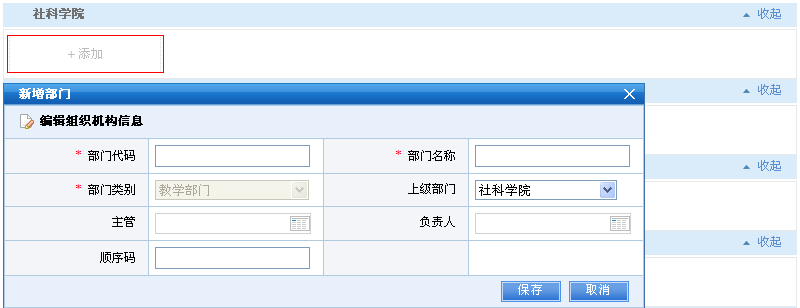 社科学院 收起
+ 添加
新增部门
收起
编辑组织机构信息
* 部门代码 * 部门名称
收起
* 部门类别 教学部门 上级部门 社科学院
主管 负责人
收起
顺序码
保存 取消